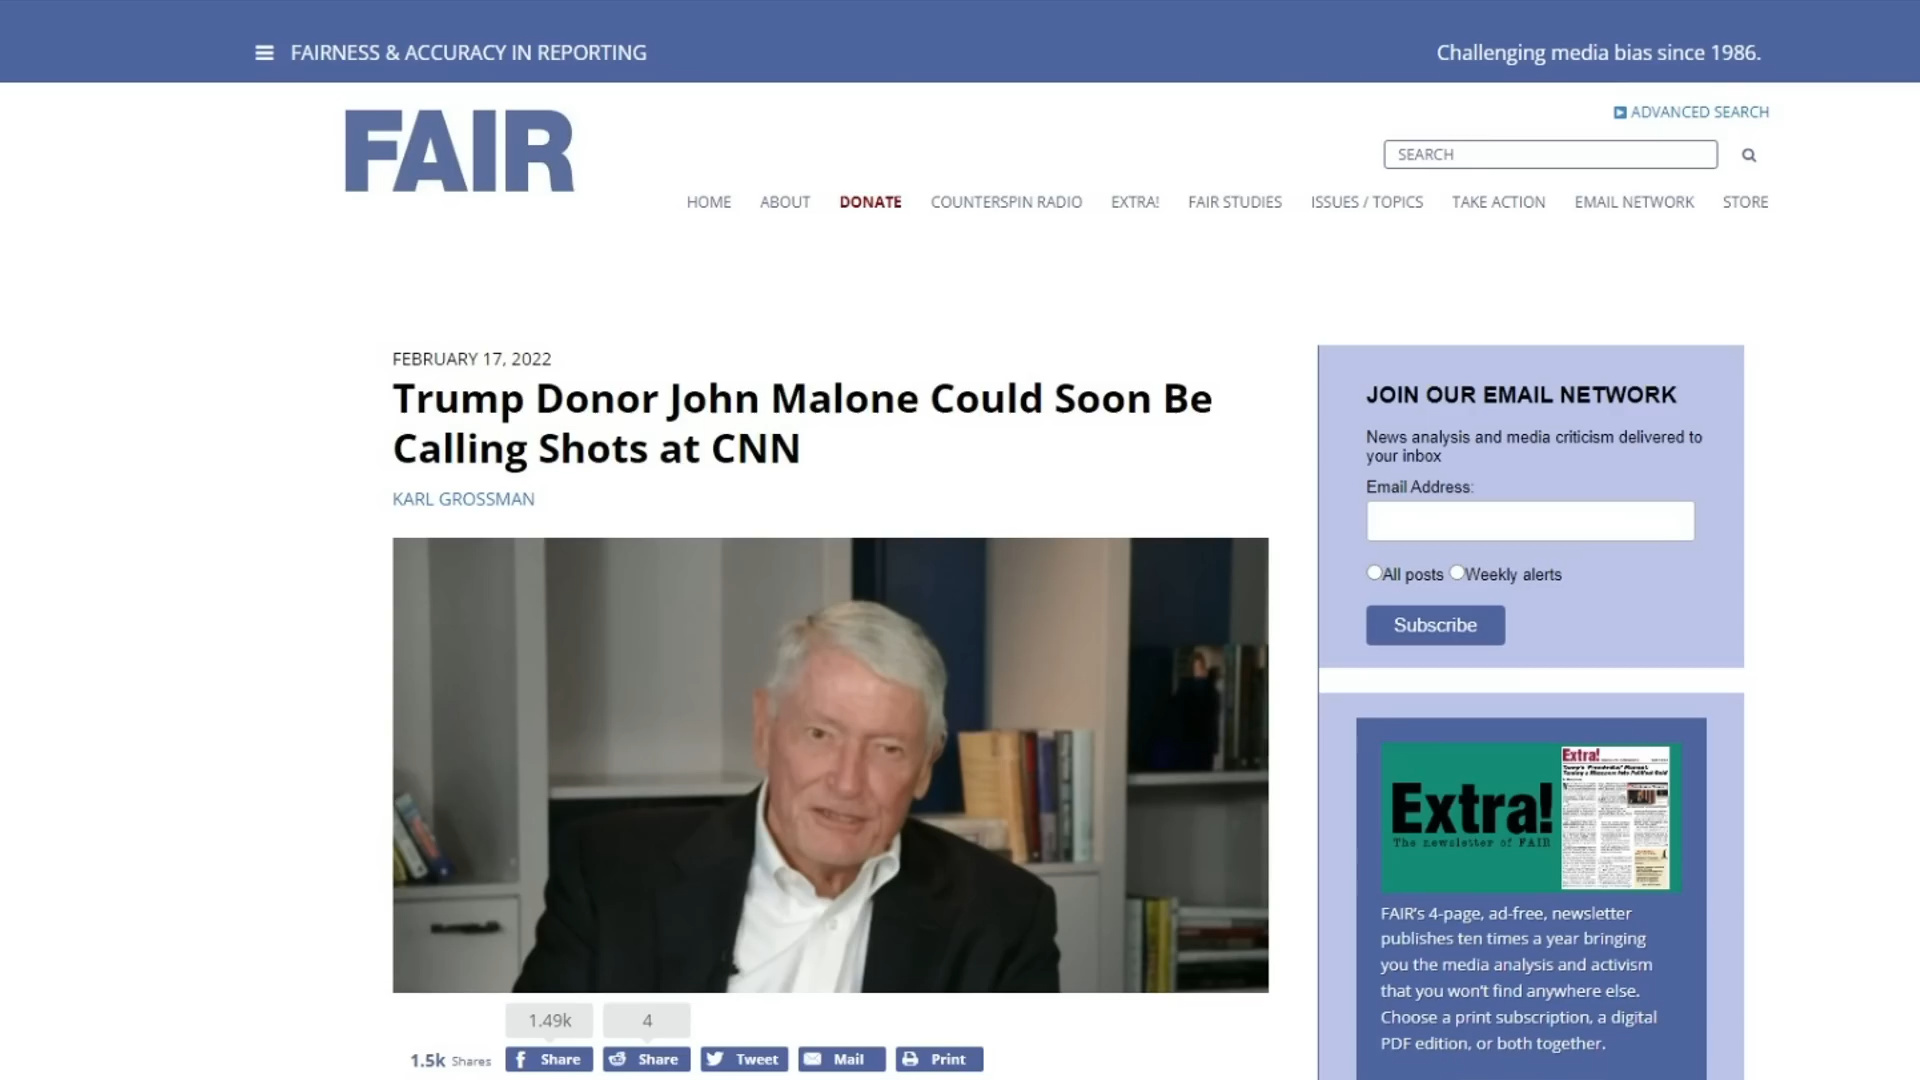 FAIRNESS & ACCURACY IN REPORTING
Challenging media bias since 1986.
FAIR
ADVANCED SEARCH
SEARCH
HOME ABOUT DONATE COUNTERSPIN RADIO EXTRA! FAIR STUDIES ISSUES / TOPICS TAKE ACTION EMAIL NETWORK STORE
FEBRUARY 17, 2022
Trump Donor John Malone Could Soon Be
Calling Shots at CNN
KARL GROSSMAN
1.49k
4
1.5k Shares
Share
Share
Tweet
Mail
Print
JOIN OUR EMAIL NETWORK
News analysis and media criticism delivered to
your inbox
Email Address:
All posts Weekly alerts
Subscribe
Extra!
The newsletter of FAIR
Extra!
FAIR's 4-page, ad-free, newsletter
publishes ten times a year bringing
you the media analysis and activism
that you won't find anywhere else.
Choose a print subscription, a digital
PDF edition, or both together.